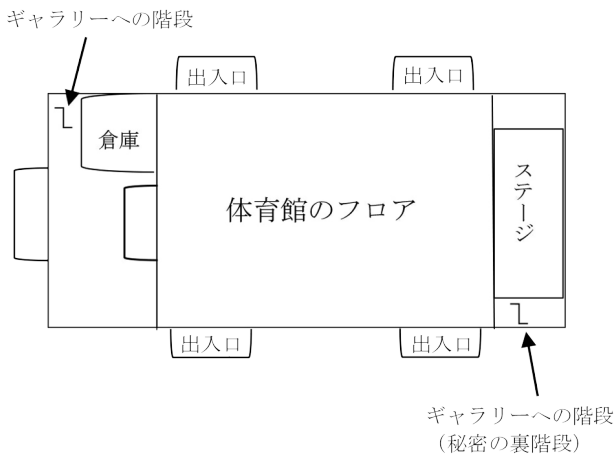 ギャラリーへの階段
出入口
出入口
倉庫
体育館のフロア
ステージ
出入口
出入口
ギャラリーへの階段
（秘密の裏階段）